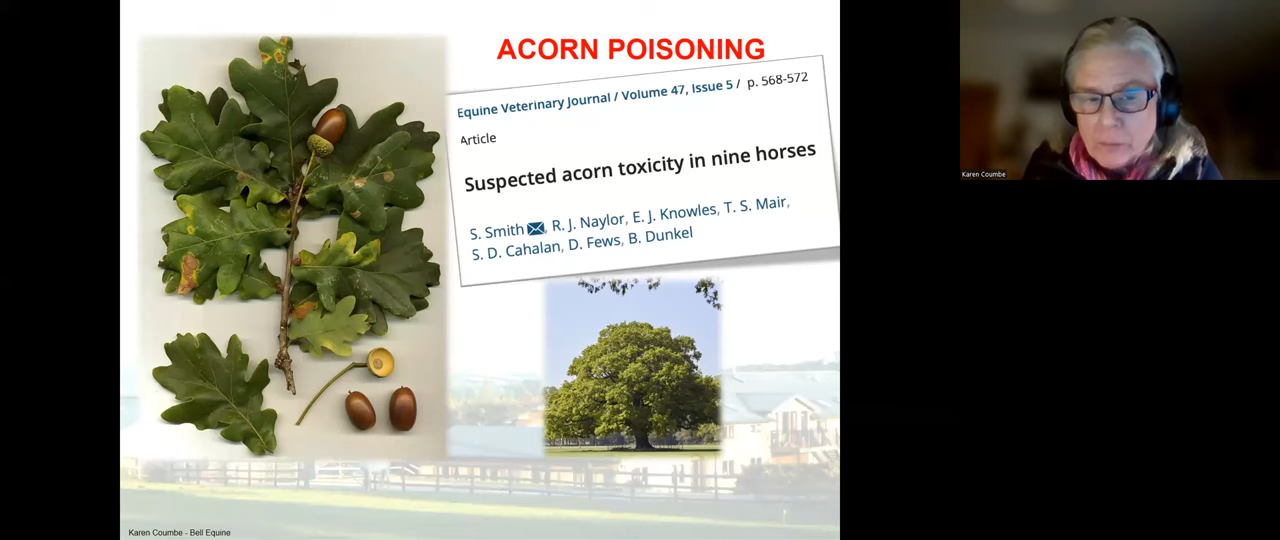 ACORN POISONING
Equine Veterinary Journal / Volume 47, Issue 5 / p. 568-572
Article
Suspected acorn toxicity in nine horses
S. Smith, R. J. Naylor, E. J. Knowles, T. S. Mair,
S. D. Cahalan, D. Fews, B. Dunkel
Karen Coumbe - Bell Equine
Karen Coumbe